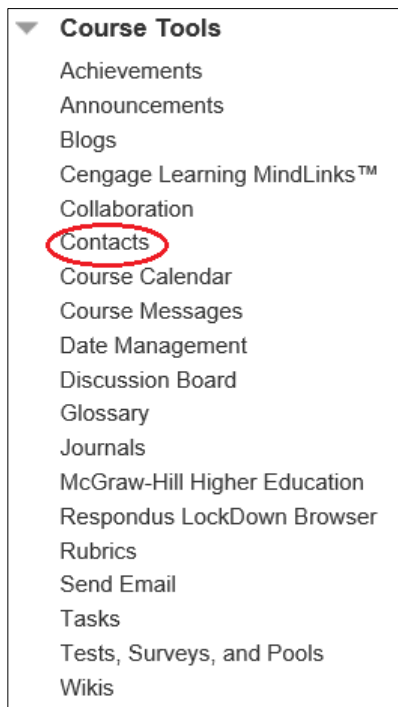 Course Tools
Achievements
Announcements
Blogs
Cengage Learning MindLinks™
Collaboration
Contacts
Course Calendar
Course Messages
Date Management
Discussion Board
Glossary
Journals
McGraw-Hill Higher Education
Respondus LockDown Browser
Rubrics
Send Email
Tasks
Tests, Surveys, and Pools
Wikis